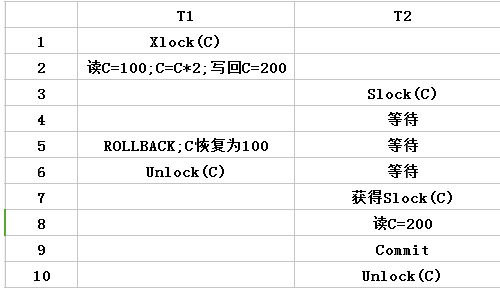 T1 T2
1 Xlock(C)
2 读C=100;C=C*2;写回C=200
3 Slock(C)
4 等待
5 ROLLBACK;C恢复为100 等待
6 Unlock(C) 等待
7 获得Slock(C)
8 读C=200
9 Commit
10 Unlock(C)